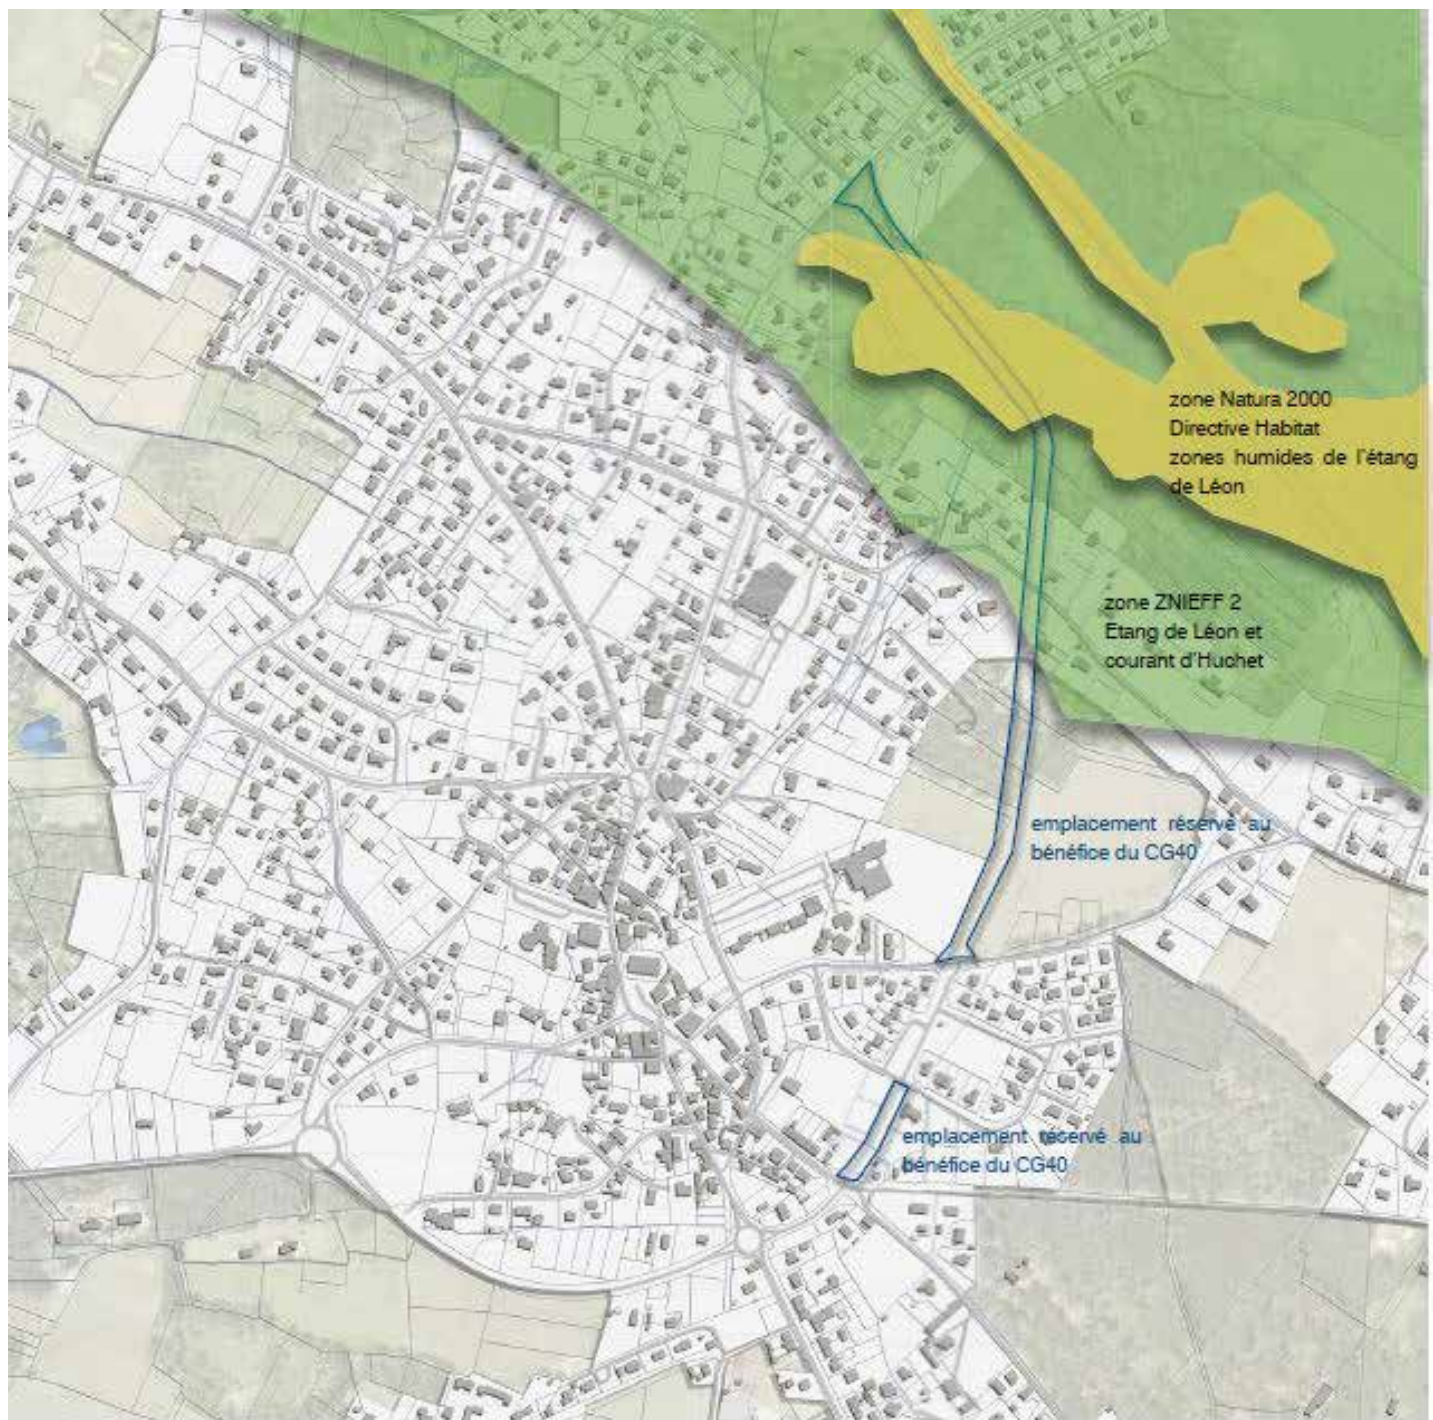 zone Natura 2000
Directive Habitat
zones humides de l'étang
de Léon
zone ZNIEFF 2
Etang de Léon et
courant d'Huchet
emplacement réservé au
bénéfice du CG40
emplacement réservé au
bénéfice du CG40